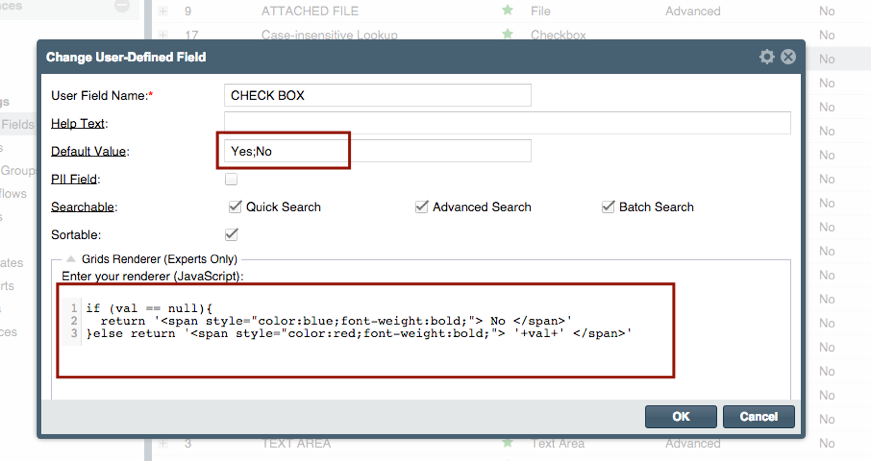 nces
9 ATTACHED FILE File Advanced No
17 Case-insensitive Lookup Checkbox No
Change User-Defined Field
No
User Field Name:* CHECK BOX
No
gs
Help Text:
No
Fields
Default Value: Yes;No
No
s
Group
PII Field:
No
flows
Searchable: Quick Search Advanced Search Batch Search
No
s
Sortable:
No
Grids Renderer (Experts Only)
No
ates
Enter your renderer (JavaScript):
No
rts
1 if (val == null){
No
s
2 return '<span style="color:blue;font-weight:bold;"> No </span>'
No
ces
3 }else return '<span style="color:red;font-weight:bold;"> '+val+' </span>'
No
No
No
OK Cancel
No
3 TEXT AREA Text Area Advanced No